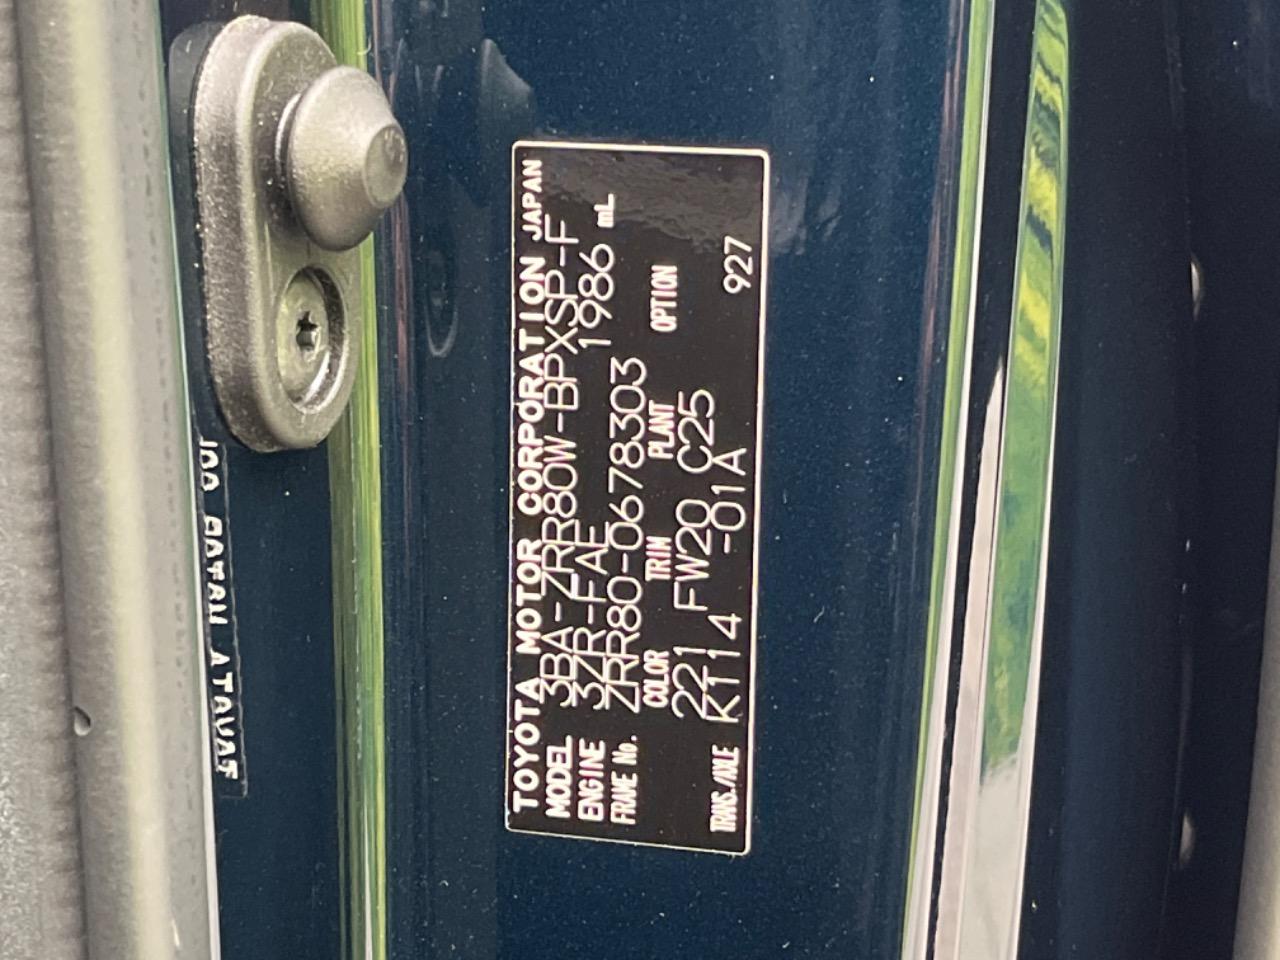 TOYOTA MOTOR CORPORATION JAPAN
MODEL 3BA-ZRR80W-BPXSP-F
ENGINE 3ZR-FAE 1986 mL
FRAME No. ZRR80-0678303
COLOR TRIM PLANT OPTION
221 FW20 C25
TRANS./AXLE K114 -01A 927